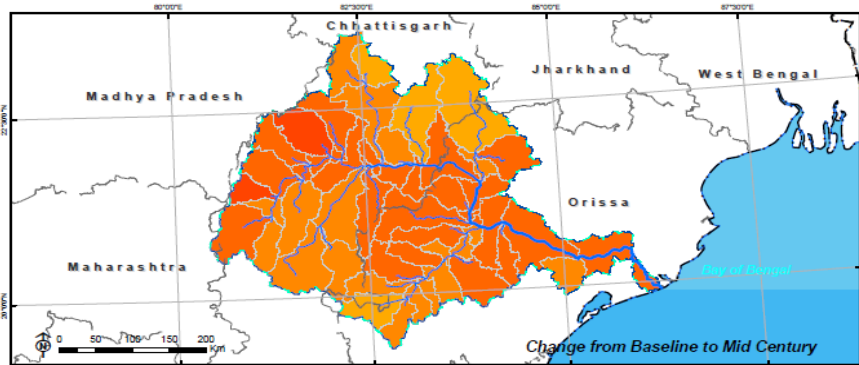 80°0'0"E 82°30'0"E 85°0'0"E 87°30'0"E
Chhattisgarh
Jharkhand
West Bengal
Madhya Pradesh
22°30'0"N
Orissa
Maharashtra
Bay of Bengal
20°0'0"N
N
0 50 100 150 200
Km
Change from Baseline to Mid Century